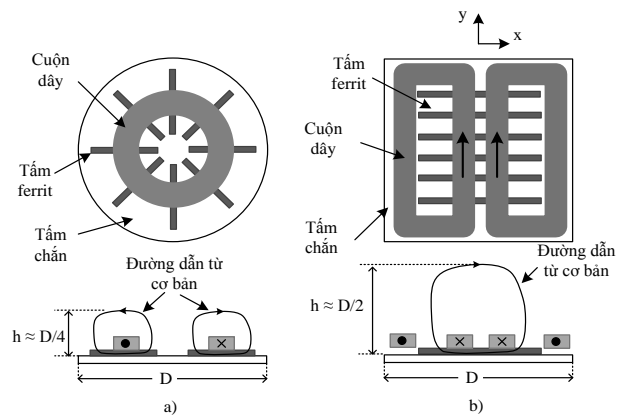 Cuộn
dây
Tấm
ferrit
Tấm
chắn
Đường dẫn từ
cơ bản
h ≈ D/4
D
a)
y
x
Tấm
ferrit
Cuộn
dây
Tấm
chắn
Đường dẫn
từ cơ bản
h ≈ D/2
D
b)